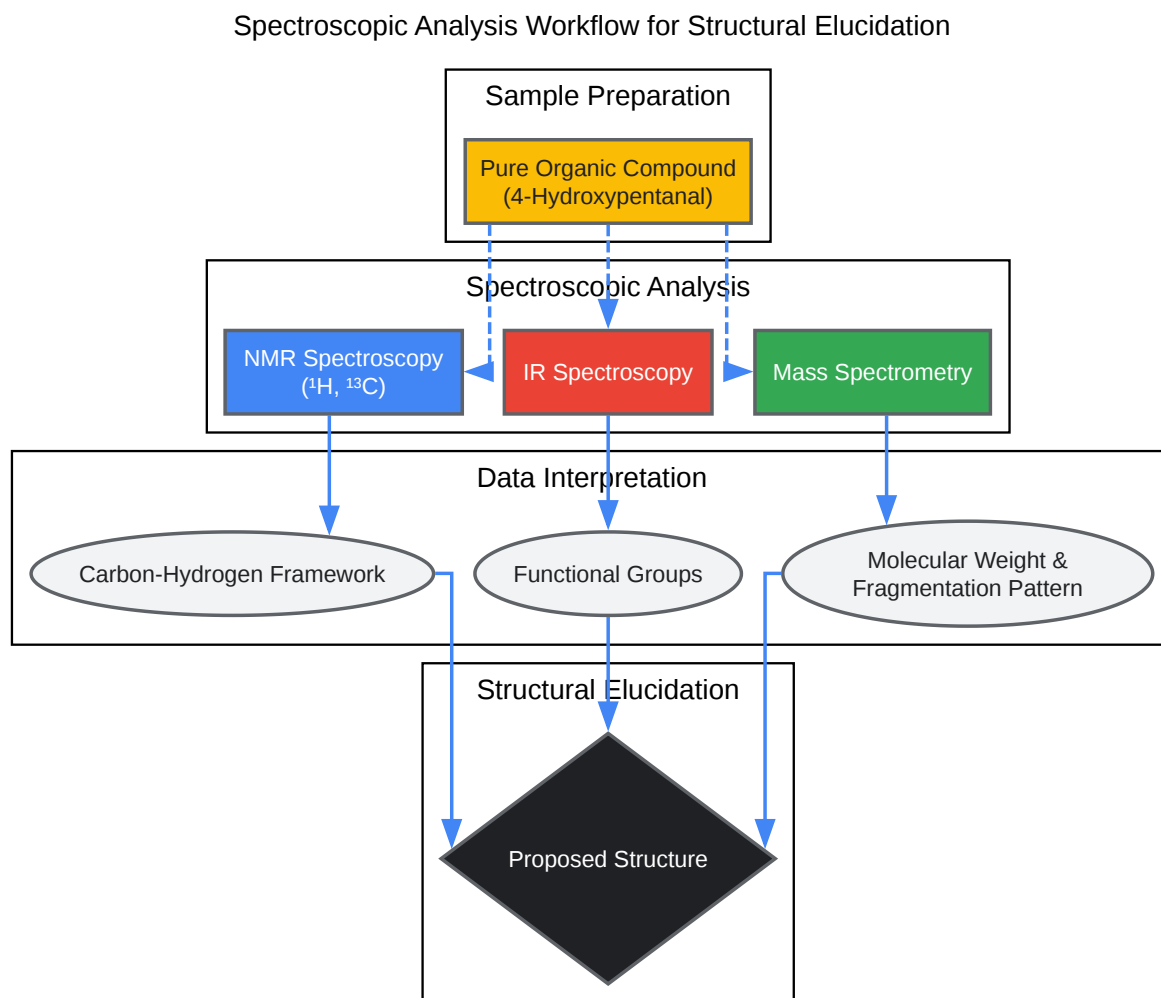 Spectroscopic Analysis Workflow for Structural Elucidation
Sample Preparation
Pure Organic Compound
(4-Hydroxypentanal)
Spectroscopic Analysis
NMR Spectroscopy
(¹H, ¹³C)
IR Spectroscopy
Mass Spectrometry
Data Interpretation
Carbon-Hydrogen Framework
Functional Groups
Molecular Weight &
Fragmentation Pattern
Structural Elucidation
Proposed Structure